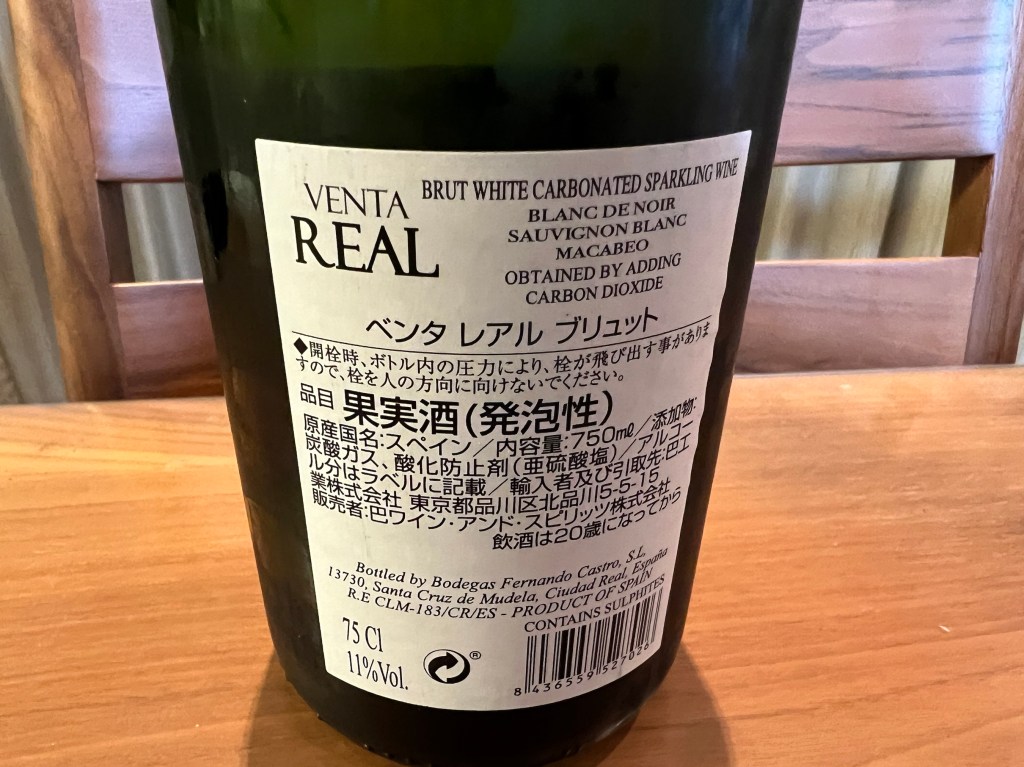 VENTA
REAL
BRUT WHITE CARBONATED SPARKLING WINE
BLANC DE NOIR
SAUVIGNON BLANC
MACABEO
OBTAINED BY ADDING
CARBON DIOXIDE
ベンタ レアル ブリュット
◆開栓時、ボトル内の圧力により、栓が飛び出す事がありま
すので、栓を人の方向に向けないでください。
品目 果実酒(発泡性)
原産国名:スペイン/内容量:750㎖/添加物:
炭酸ガス、酸化防止剤(亜硫酸塩)/アルコー
ル分はラベルに記載/輸入者及び引取先:巴工
業株式会社 東京都品川区北品川5-5-15
販売者:巴ワイン・アンド・スピリッツ株式会社
飲酒は20歳になってから
Bottled by Bodegas Fernando Castro, S.L.
13730, Santa Cruz de Mudela, Ciudad Real, España
R.E CLM-183/CR/ES - PRODUCT OF SPAIN
CONTAINS SULPHITES
75 Cl
11%Vol.
®
8 436559 527026